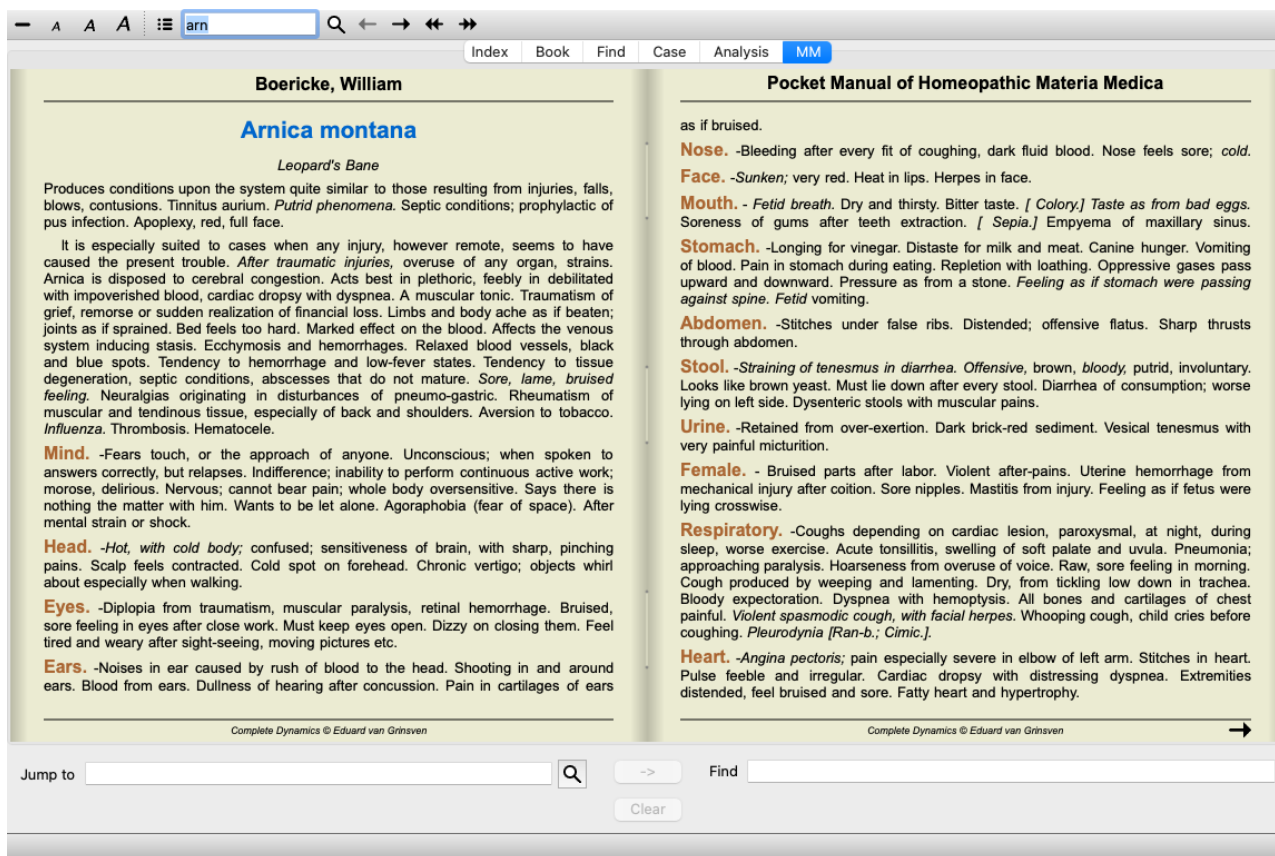 A A A arn
Index Book Find Case Analysis MM
Boericke, William
Arnica montana
Leopard's Bane
Produces conditions upon the system quite similar to those resulting from injuries, falls,
blows, contusions. Tinnitus aurium. Putrid phenomena. Septic conditions; prophylactic of
pus infection. Apoplexy, red, full face.
It is especially suited to cases when any injury, however remote, seems to have
caused the present trouble. After traumatic injuries, overuse of any organ, strains.
Arnica is disposed to cerebral congestion. Acts best in plethoric, feebly in debilitated
with impoverished blood, cardiac dropsy with dyspnea. A muscular tonic. Traumatism of
grief, remorse or sudden realization of financial loss. Limbs and body ache as if beaten;
joints as if sprained. Bed feels too hard. Marked effect on the blood. Affects the venous
system inducing stasis. Ecchymosis and hemorrhages. Relaxed blood vessels, black
and blue spots. Tendency to hemorrhage and low-fever states. Tendency to tissue
degeneration, septic conditions, abscesses that do not mature. Sore, lame, bruised
feeling. Neuralgias originating in disturbances of pneumo-gastric. Rheumatism of
muscular and tendinous tissue, especially of back and shoulders. Aversion to tobacco.
Influenza. Thrombosis. Hematocele.
Mind. -Fears touch, or the approach of anyone. Unconscious; when spoken to
answers correctly, but relapses. Indifference; inability to perform continuous active work;
morose, delirious. Nervous; cannot bear pain; whole body oversensitive. Says there is
nothing the matter with him. Wants to be let alone. Agoraphobia (fear of space). After
mental strain or shock.
Head. -Hot, with cold body; confused; sensitiveness of brain, with sharp, pinching
pains. Scalp feels contracted. Cold spot on forehead. Chronic vertigo; objects whirl
about especially when walking.
Eyes. -Diplopia from traumatism, muscular paralysis, retinal hemorrhage. Bruised,
sore feeling in eyes after close work. Must keep eyes open. Dizzy on closing them. Feel
tired and weary after sight-seeing, moving pictures etc.
Ears. -Noises in ear caused by rush of blood to the head. Shooting in and around
ears. Blood from ears. Dullness of hearing after concussion. Pain in cartilages of ears
Complete Dynamics © Eduard van Grinsven
Pocket Manual of Homeopathic Materia Medica
as if bruised.
Nose. -Bleeding after every fit of coughing, dark fluid blood. Nose feels sore; cold.
Face. -Sunken; very red. Heat in lips. Herpes in face.
Mouth. - Fetid breath. Dry and thirsty. Bitter taste. [ Colory.] Taste as from bad eggs.
Soreness of gums after teeth extraction. [ Sepia.] Empyema of maxillary sinus.
Stomach. -Longing for vinegar. Distaste for milk and meat. Canine hunger. Vomiting
of blood. Pain in stomach during eating. Repletion with loathing. Oppressive gases pass
upward and downward. Pressure as from a stone. Feeling as if stomach were passing
against spine. Fetid vomiting.
Abdomen. -Stitches under false ribs. Distended; offensive flatus. Sharp thrusts
through abdomen.
Stool. -Straining of tenesmus in diarrhea. Offensive, brown, bloody, putrid, involuntary.
Looks like brown yeast. Must lie down after every stool. Diarrhea of consumption; worse
lying on left side. Dysenteric stools with muscular pains.
Urine. -Retained from over-exertion. Dark brick-red sediment. Vesical tenesmus with
very painful micturition.
Female. - Bruised parts after labor. Violent after-pains. Uterine hemorrhage from
mechanical injury after coition. Sore nipples. Mastitis from injury. Feeling as if fetus were
lying crosswise.
Respiratory. -Coughs depending on cardiac lesion, paroxysmal, at night, during
sleep, worse exercise. Acute tonsillitis, swelling of soft palate and uvula. Pneumonia;
approaching paralysis. Hoarseness from overuse of voice. Raw, sore feeling in morning.
Cough produced by weeping and lamenting. Dry, from tickling low down in trachea.
Bloody expectoration. Dyspnea with hemoptysis. All bones and cartilages of chest
painful. Violent spasmodic cough, with facial herpes. Whooping cough, child cries before
coughing. Pleurodynia [Ran-b.; Cimic.].
Heart. -Angina pectoris; pain especially severe in elbow of left arm. Stitches in heart.
Pulse feeble and irregular. Cardiac dropsy with distressing dyspnea. Extremities
distended, feel bruised and sore. Fatty heart and hypertrophy.
Complete Dynamics © Eduard van Grinsven
Jump to -> Find
Clear